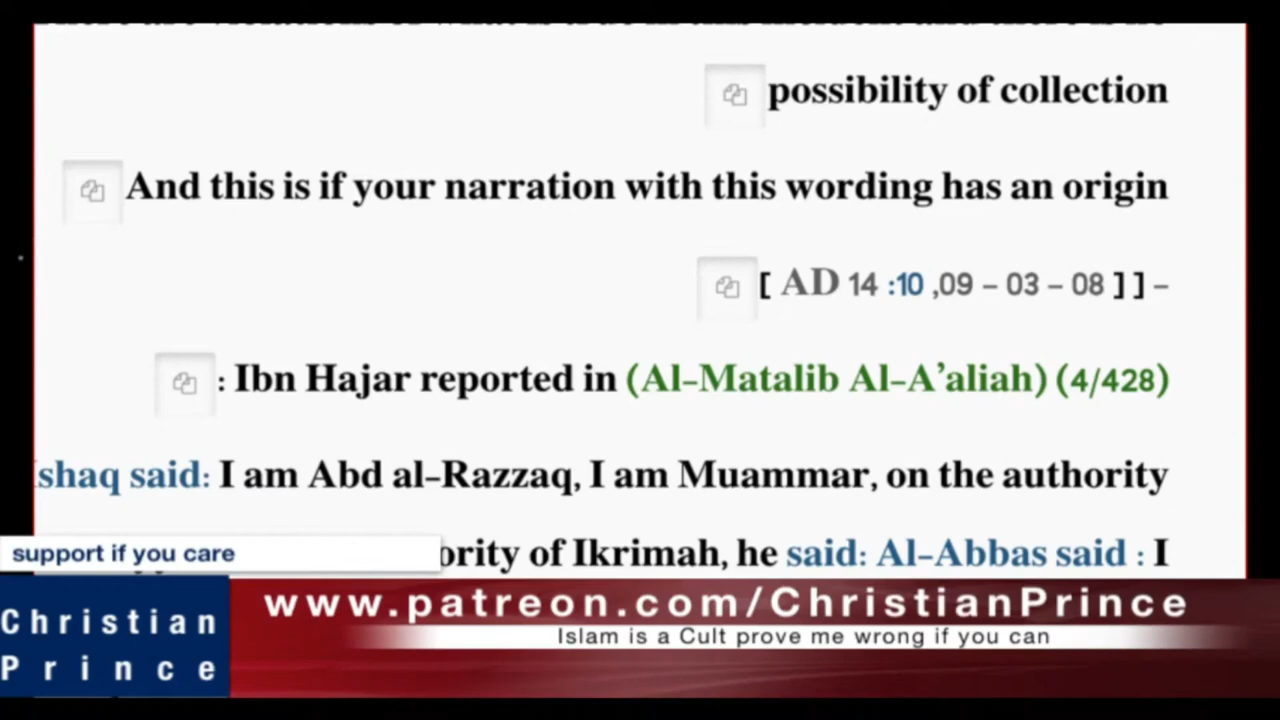 possibility of collection
And this is if your narration with this wording has an origin
[ AD 14 :10 ,09 – 03 – 08 ] ] –
: Ibn Hajar reported in (Al-Matalib Al-A’aliah) (4/428)
shaq said: I am Abd al-Razzaq, I am Muammar, on the authority
ority of Ikrimah, he said: Al-Abbas said : I
support if you care
Christian
Prince
www.patreon.com/ChristianPrince
Islam is a Cult prove me wrong if you can